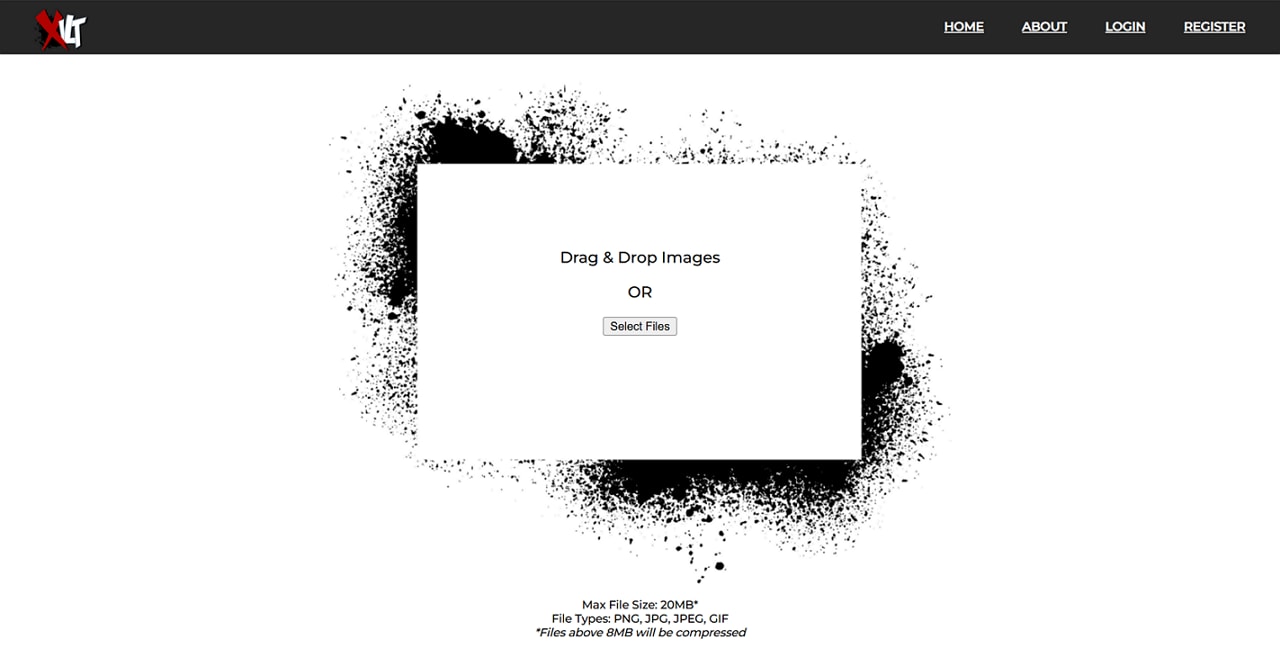 XLT
HOME ABOUT LOGIN REGISTER
Drag & Drop Images
OR
Select Files
Max File Size: 20MB*
File Types: PNG, JPG, JPEG, GIF
*Files above 8MB will be compressed